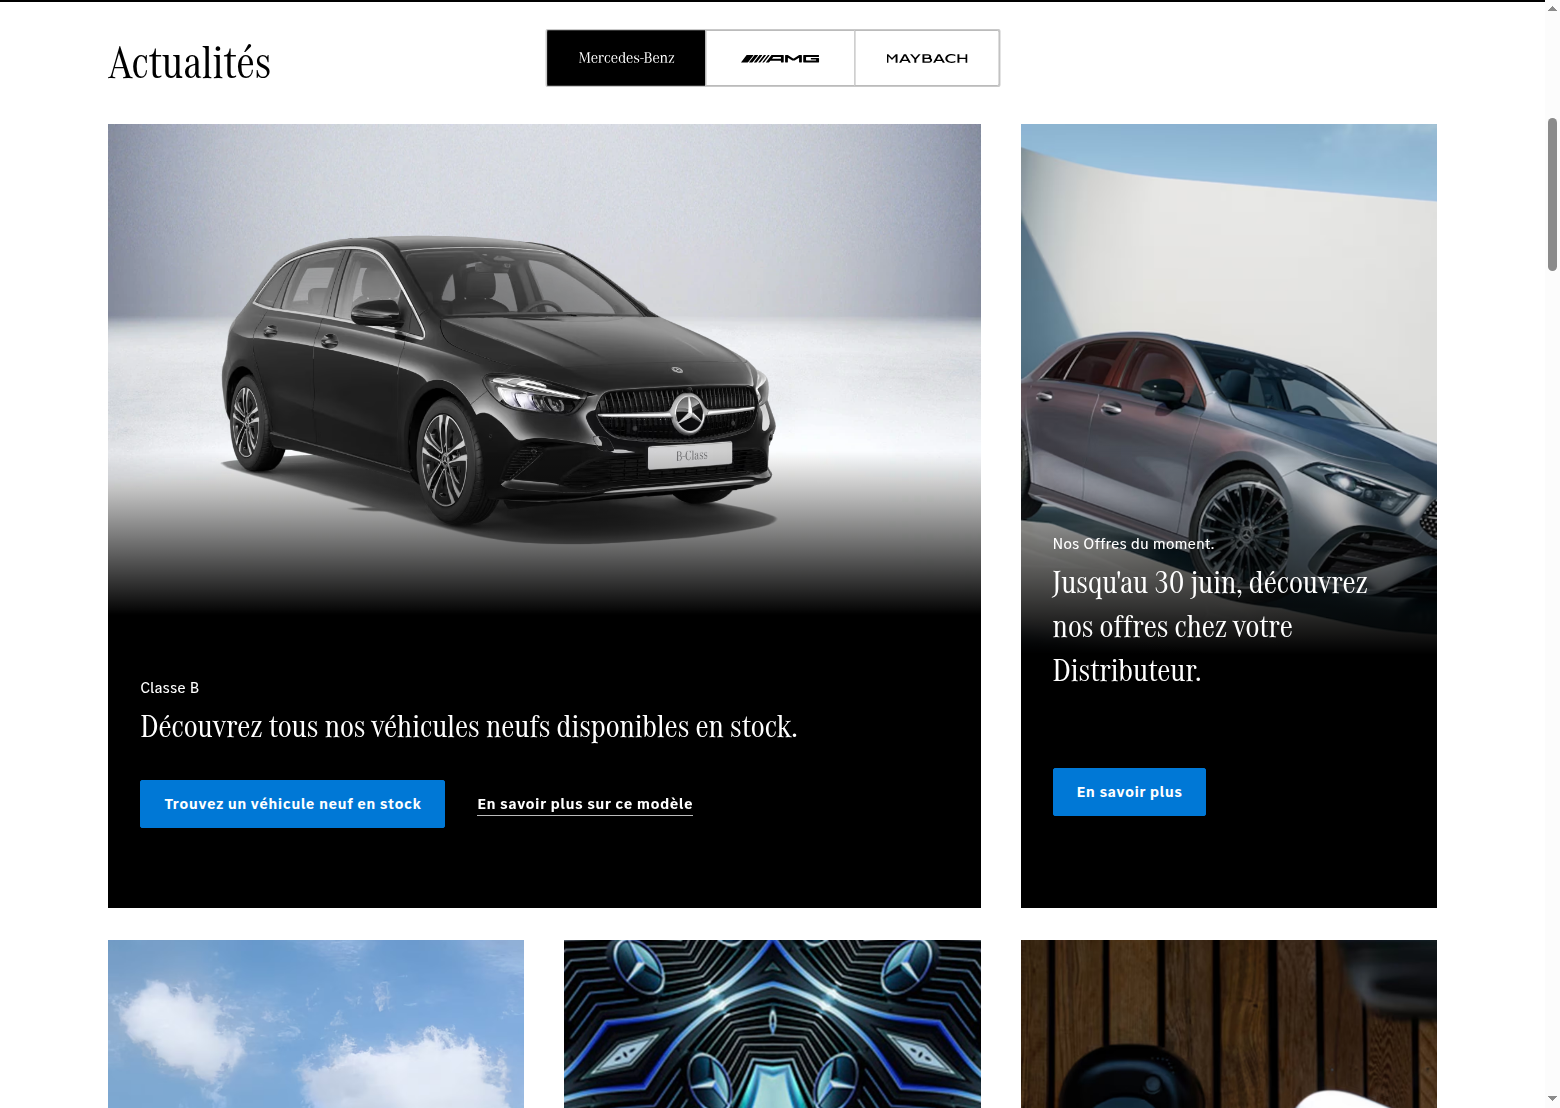 Actualités
Mercedes-Benz
AMG
MAYBACH
B-Class
Classe B
Découvrez tous nos véhicules neufs disponibles en stock.
Trouvez un véhicule neuf en stock
En savoir plus sur ce modèle
Nos Offres du moment.
Jusqu'au 30 juin, découvrez
nos offres chez votre
Distributeur.
En savoir plus